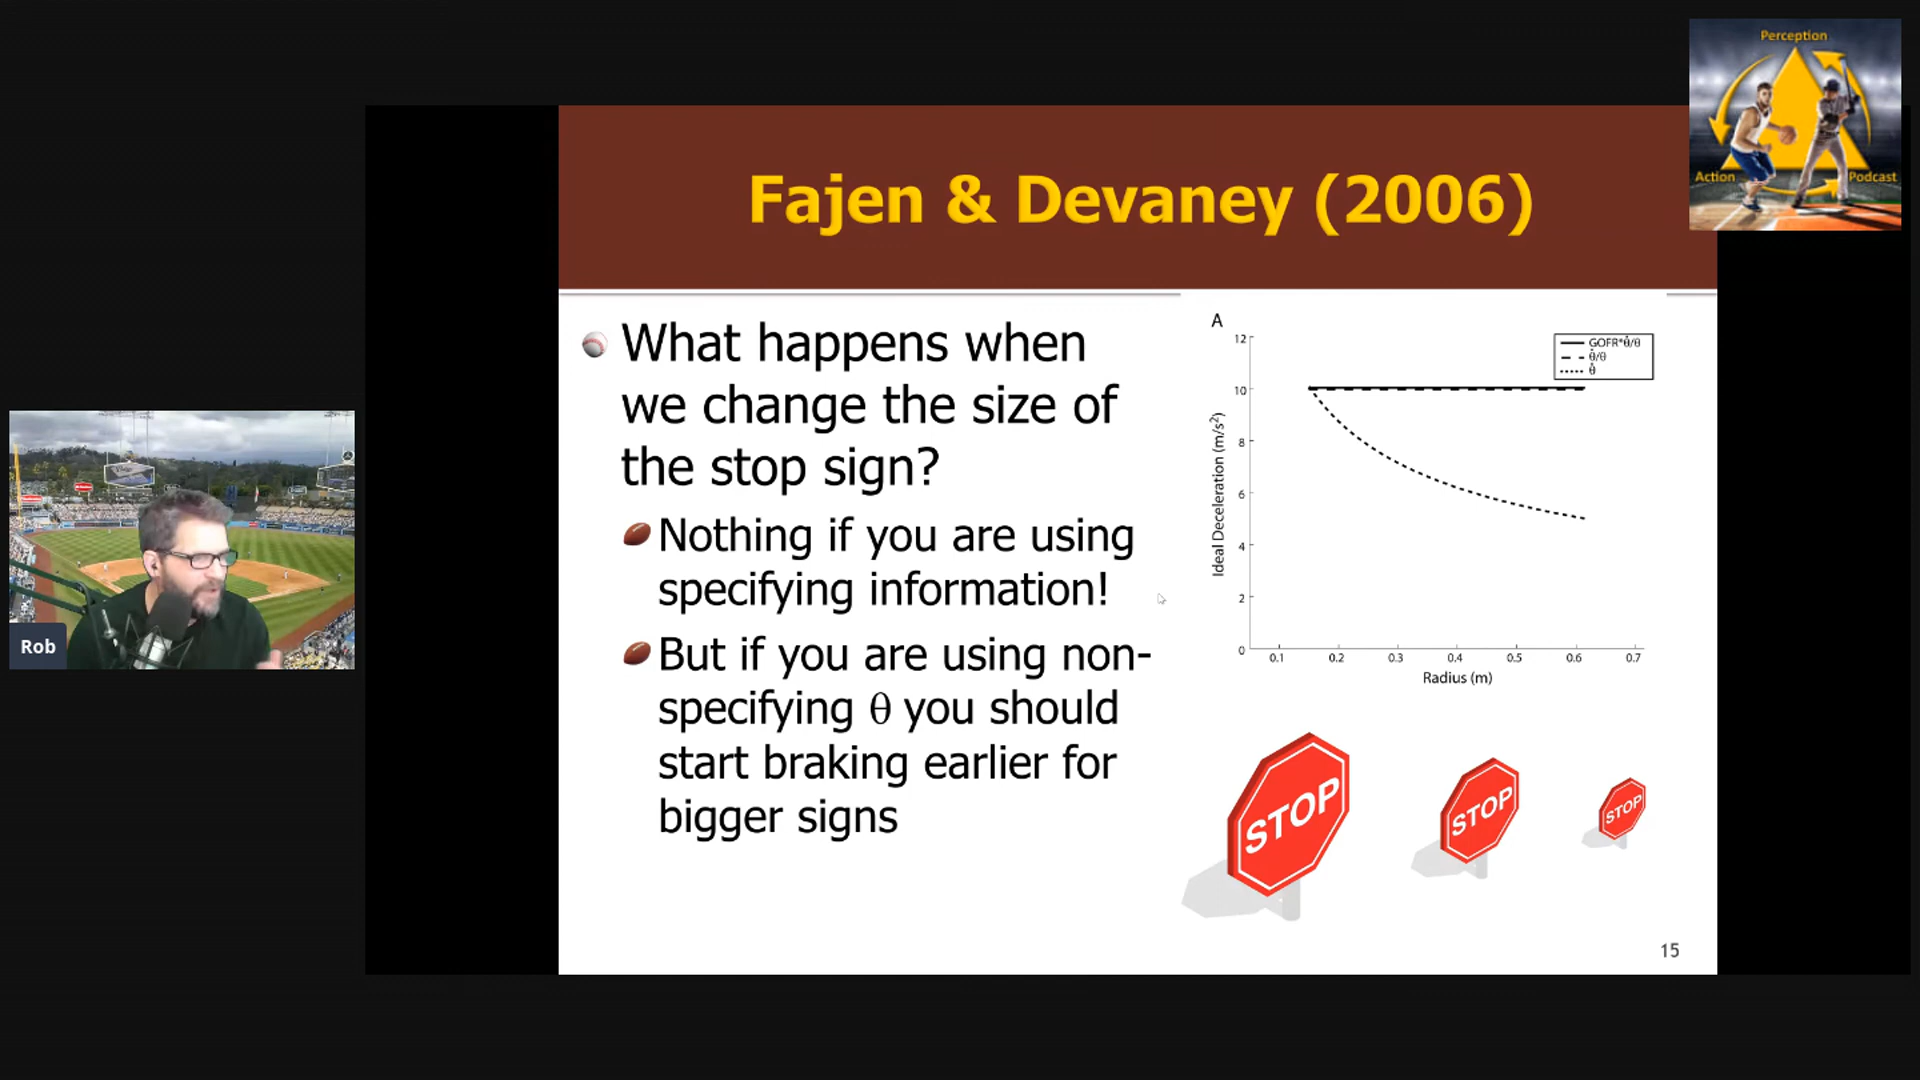 Perception
Action
Podcast
Fajen & Devaney (2006)
What happens when
we change the size of
the stop sign?
Nothing if you are using
specifying information!
But if you are using non-
specifying θ you should
start braking earlier for
bigger signs
A
12
10
8
6
4
2
0
Ideal Deceleration (m/s²)
GOFR*θ̇/θ
θ̇/θ
θ̇
0.1 0.2 0.3 0.4 0.5 0.6 0.7
Radius (m)
STOP
STOP
STOP
15
Rob